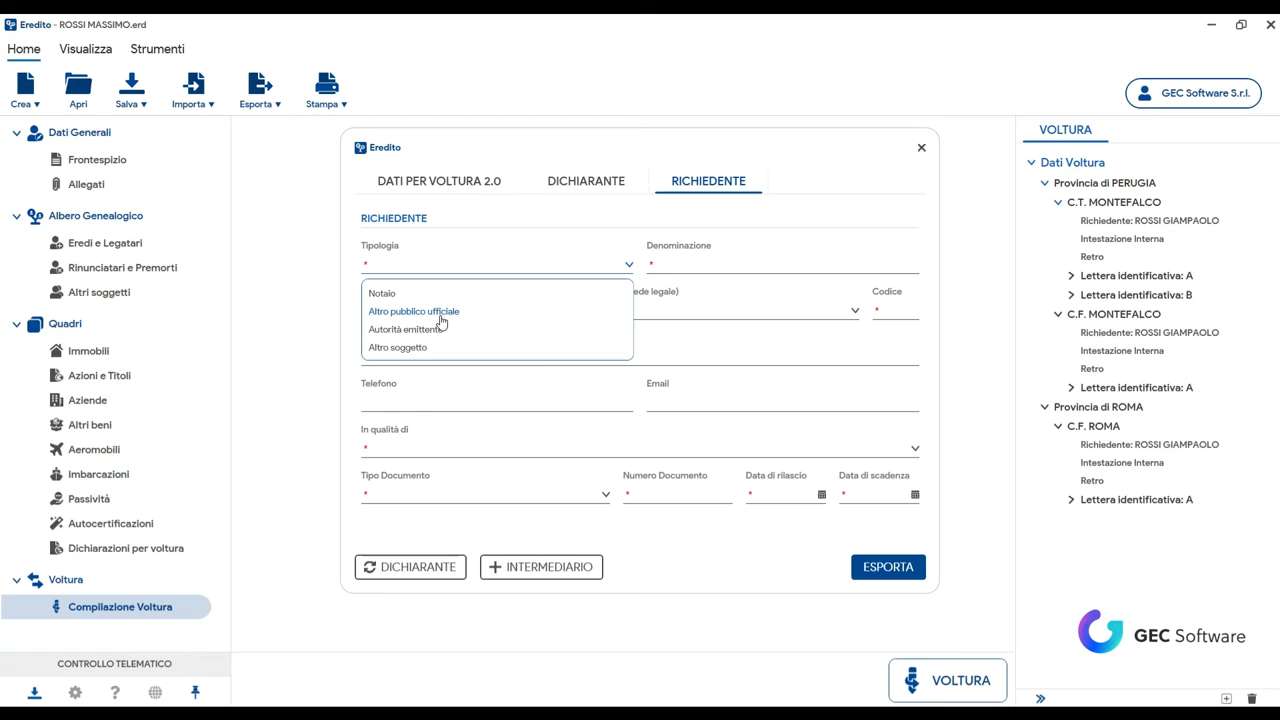 Eredito - ROSSI MASSIMO.erd
Home Visualizza Strumenti
Crea Apri Salva Importa Esporta Stampa
GEC Software S.r.l.
Dati Generali
Frontespizio
Allegati
Albero Genealogico
Eredi e Legatari
Rinunciatari e Premorti
Altri soggetti
Quadri
Immobili
Azioni e Titoli
Aziende
Altri beni
Aeromobili
Imbarcazioni
Passività
Autocertificazioni
Dichiarazioni per voltura
Voltura
Compilazione Voltura
CONTROLLO TELEMATICO
Eredito
DATI PER VOLTURA 2.0 DICHIARANTE RICHIEDENTE
RICHIEDENTE
Tipologia Denominazione
* *
Notaio
Altro pubblico ufficiale
Autorità emittente
Altro soggetto
ede legale) Codice
*
Telefono Email
In qualità di
*
Tipo Documento Numero Documento Data di rilascio Data di scadenza
* * * *
DICHIARANTE + INTERMEDIARIO ESPORTA
VOLTURA
VOLTURA
Dati Voltura
Provincia di PERUGIA
C.T. MONTEFALCO
Richiedente: ROSSI GIAMPAOLO
Intestazione Interna
Retro
Lettera identificativa: A
Lettera identificativa: B
C.F. MONTEFALCO
Richiedente: ROSSI GIAMPAOLO
Intestazione Interna
Retro
Lettera identificativa: A
Provincia di ROMA
C.F. ROMA
Richiedente: ROSSI GIAMPAOLO
Intestazione Interna
Retro
Lettera identificativa: A
GEC Software